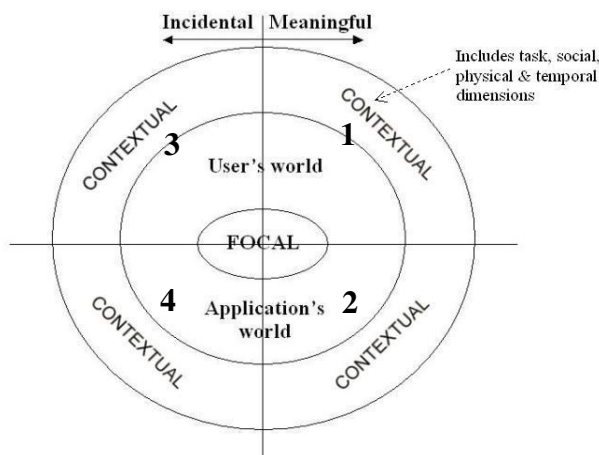 Incidental Meaningful
Includes task, social,
physical & temporal
dimensions
CONTEXTUAL
CONTEXTUAL
3
1
User's world
FOCAL
4
2
Application's
world
CONTEXTUAL
CONTEXTUAL